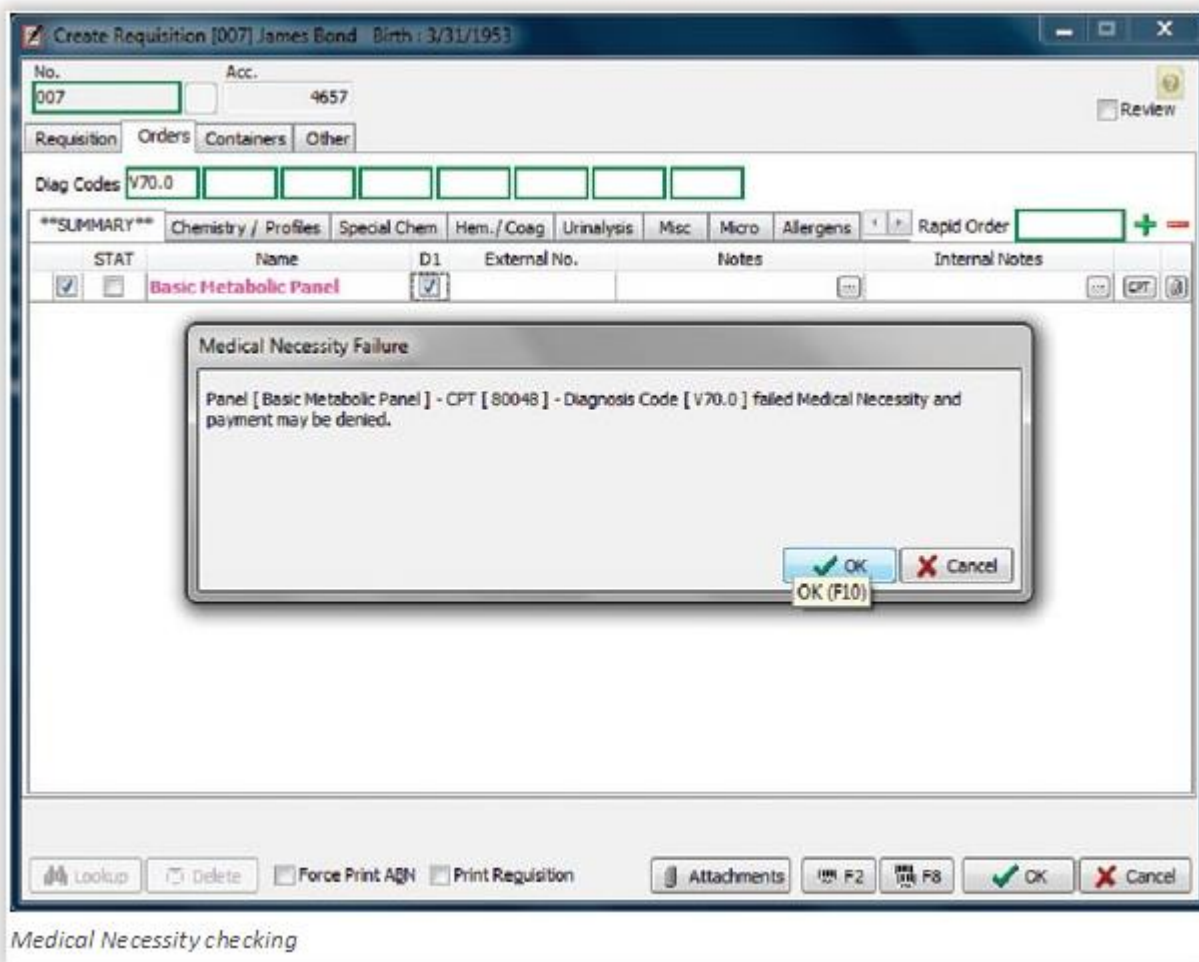 Create Requisition [007] James Bond Birth : 3/31/1953
No. Acc.
007 4657
Review
Requisition Orders Containers Other
Diag Codes V70.0
**SUMMARY** Chemistry / Profiles Special Chem Hem./Coag Urinalysis Misc Micro Allergens Rapid Order
STAT Name D1 External No. Notes Internal Notes
Basic Metabolic Panel ... ... CPT
Medical Necessity Failure
Panel [ Basic Metabolic Panel ] - CPT [ 80048 ] - Diagnosis Code [ V70.0 ] failed Medical Necessity and
payment may be denied.
OK Cancel
OK (F10)
Lookup Delete Force Print ABN Print Requisition Attachments F2 F8 OK Cancel
Medical Necessity checking